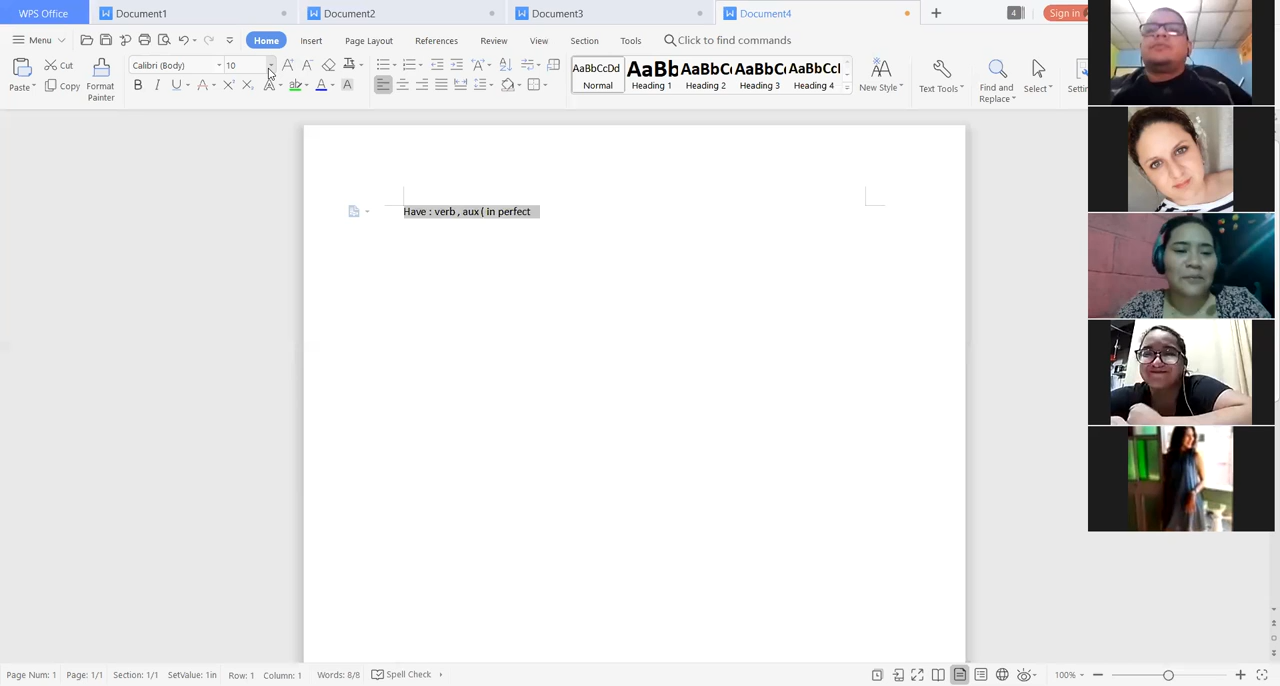 WPS Office Document1 Document2 Document3 Document4 4 Sign in
Menu Home Insert Page Layout References Review View Section Tools Click to find commands
Paste Cut Copy Format Painter Calibri (Body) 10 AaBbCcDd Normal AaBb Heading 1 AaBbC Heading 2 AaBbC Heading 3 AaBbCcl Heading 4 New Style Text Tools Find and Replace Select
Have : verb , aux ( in perfect
Page Num: 1 Page: 1/1 Section: 1/1 SetValue: 1in Row: 1 Column: 1 Words: 8/8 Spell Check 100%